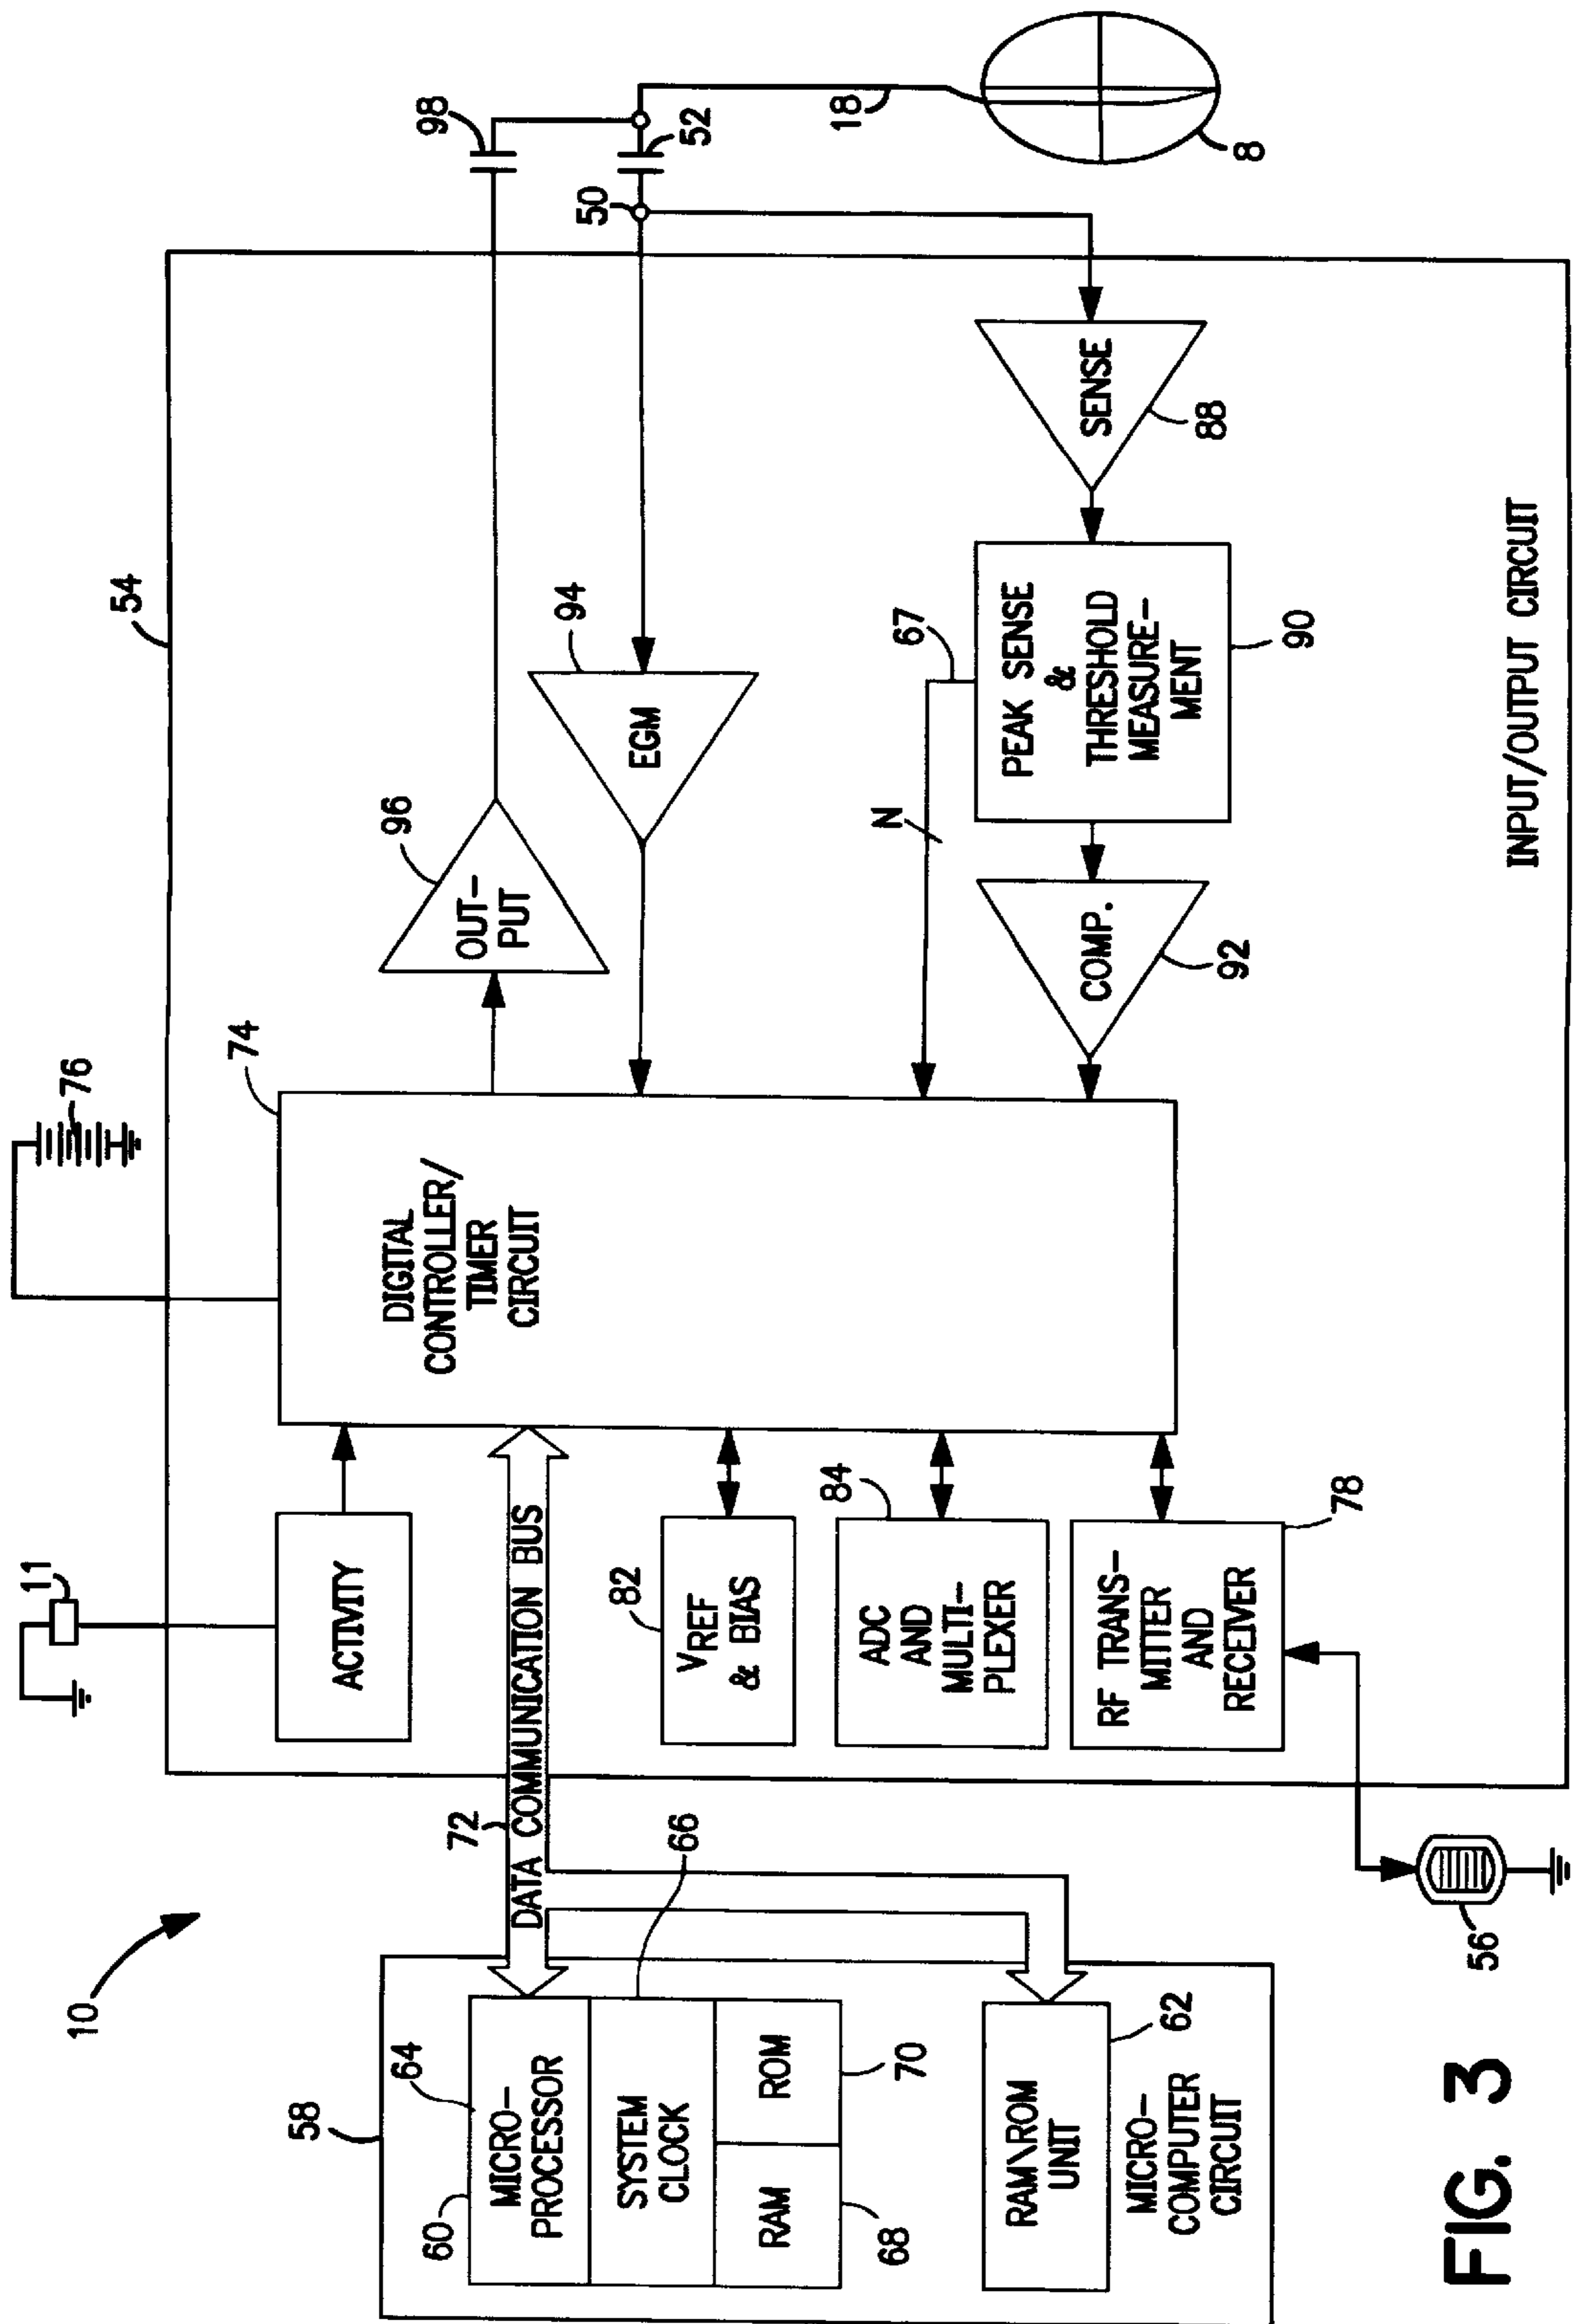 10
11
76
54
ACTIVITY
74
DIGITAL
CONTROLLER/
TIMER
CIRCUIT
96
OUT-
PUT
98
94
EGM
50
52
18
8
58
72
DATA COMMUNICATION BUS
60
64
MICRO-
PROCESSOR
SYSTEM
CLOCK
66
RAM
ROM
68
70
RAM\ROM
UNIT
62
MICRO-
COMPUTER
CIRCUIT
82
VREF
& BIAS
84
ADC
AND
MULTI-
PLEXER
RF TRANS-
MITTER
AND
RECEIVER
78
56
N
67
COMP.
92
PEAK SENSE
&
THRESHOLD
MEASURE-
MENT
90
SENSE
88
INPUT/OUTPUT CIRCUIT
FIG. 3